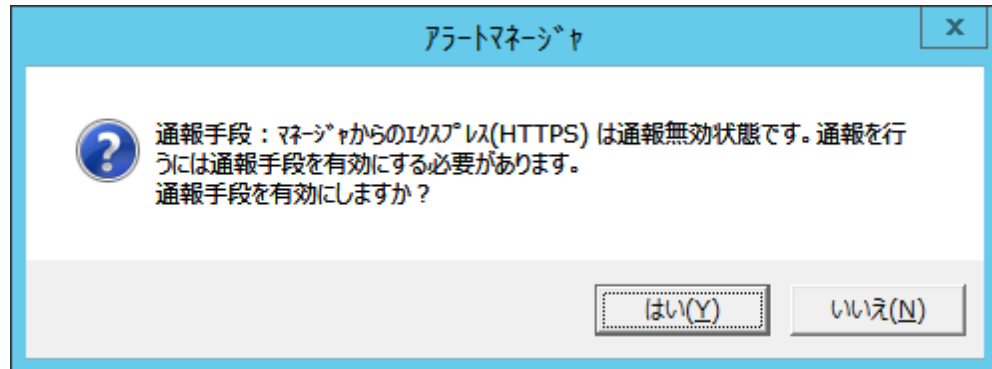 アラートマネージャ
x
?
通報手段：マネージャからのエクスプレス(HTTPS) は通報無効状態です。通報を行
うには通報手段を有効にする必要があります。
通報手段を有効にしますか？
はい(Y)
いいえ(N)